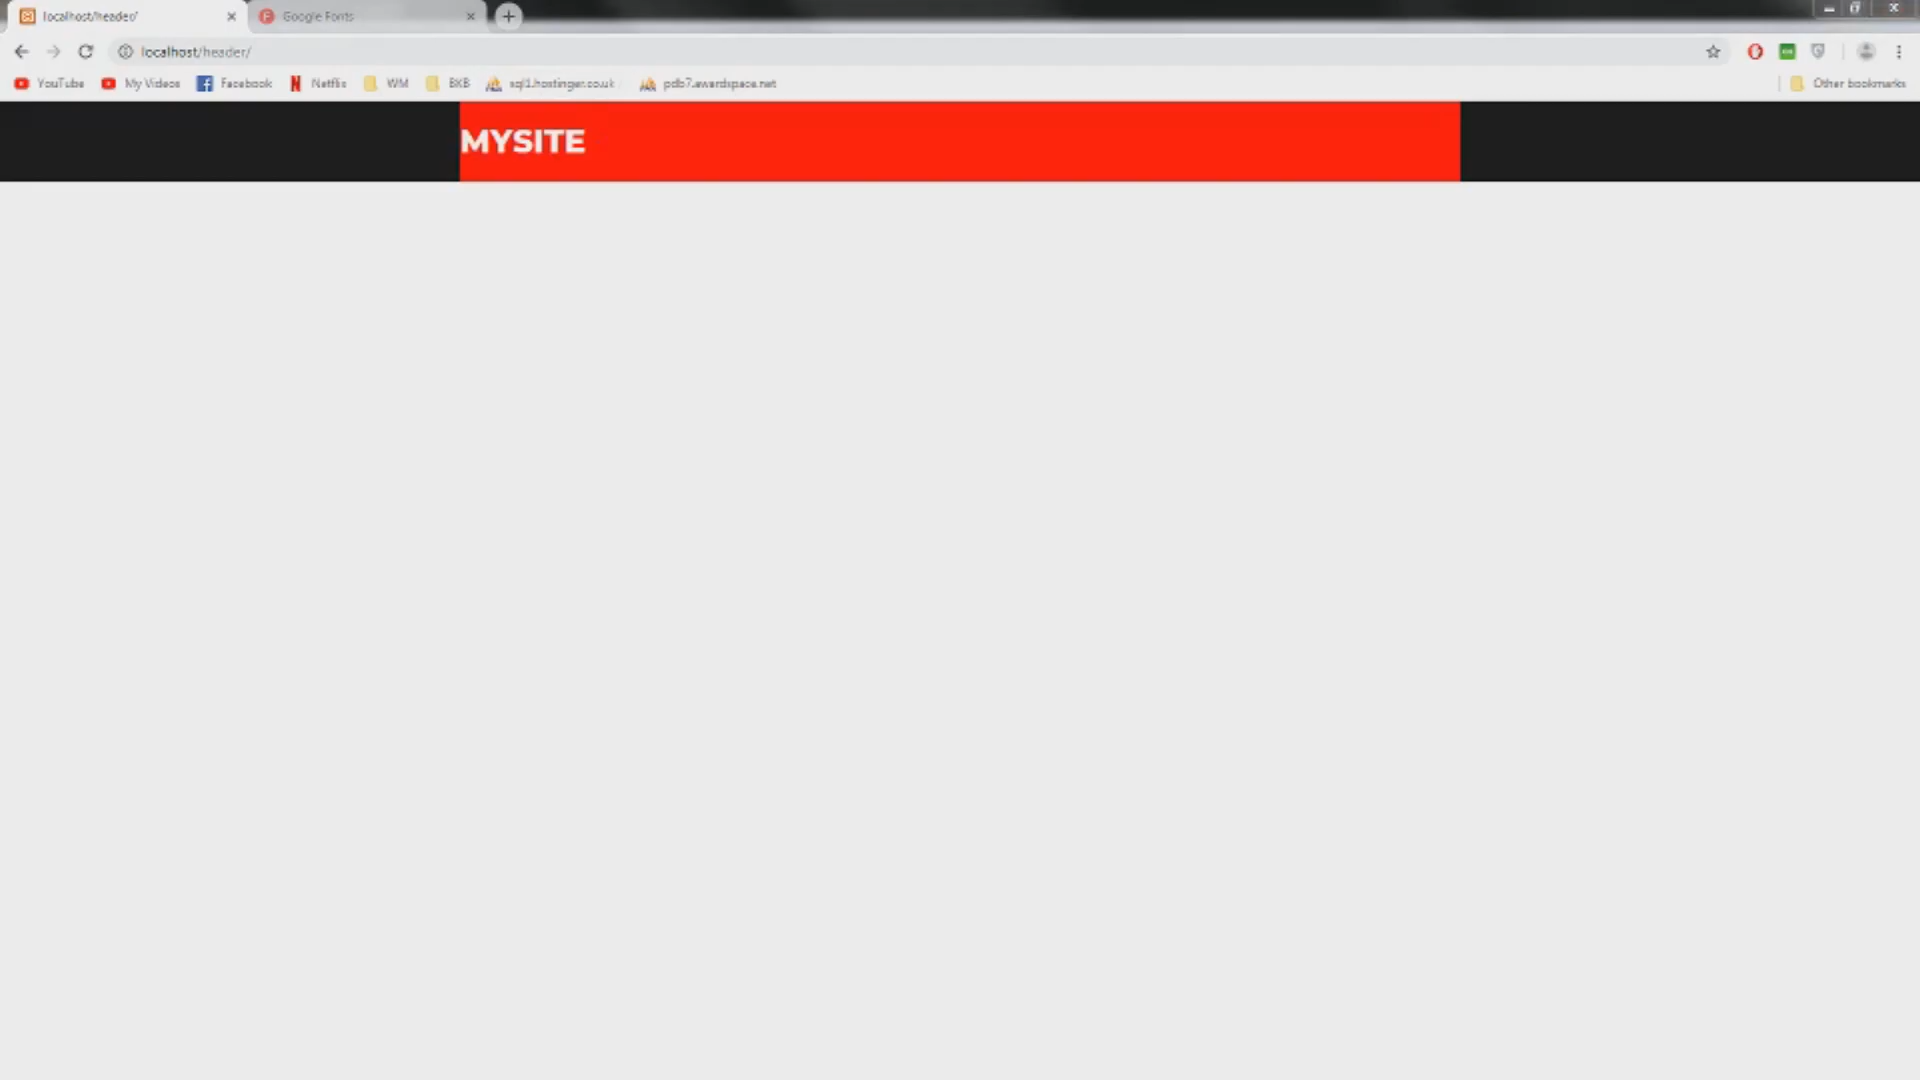 localhost/header/
Google Fonts
localhost/header/
YouTube
My Videos
Facebook
Netflix
WM
BKB
sql1.hostinger.co.uk
pdb7.awardspace.net
Other bookmarks
MYSITE